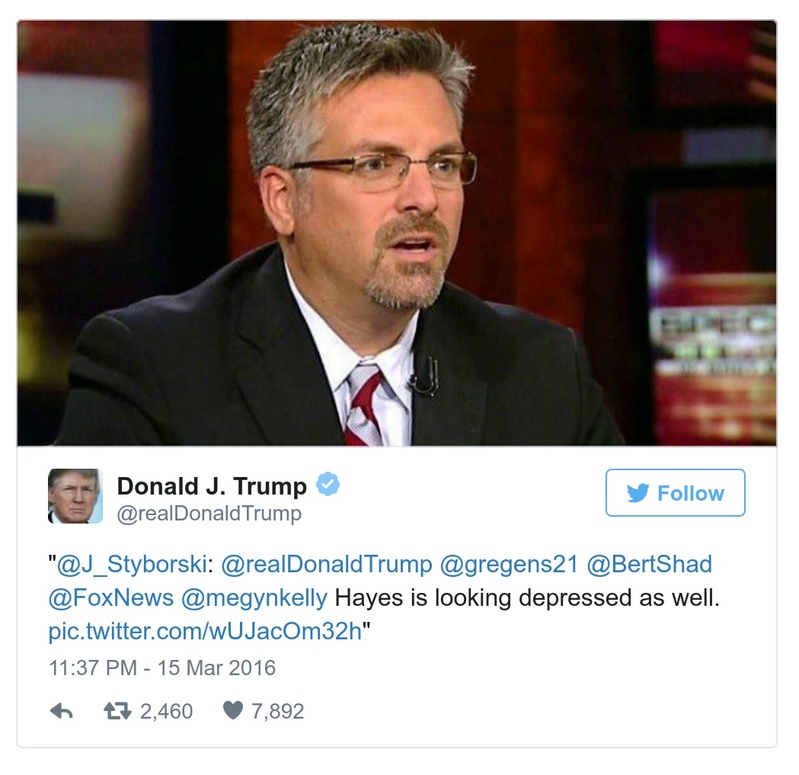 SPEC
Donald J. Trump
@realDonaldTrump
Follow
"@J_Styborski: @realDonaldTrump @gregens21 @BertShad
@FoxNews @megynkelly Hayes is looking depressed as well.
pic.twitter.com/wUJacOm32h"
11:37 PM - 15 Mar 2016
2,460
7,892